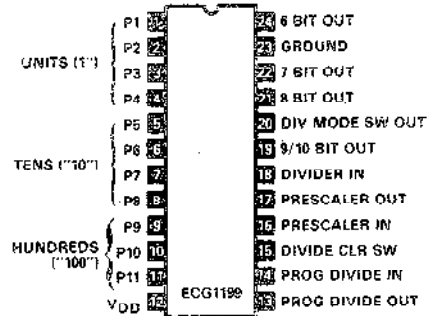 P1 1 24 6 BIT OUT
P2 2 23 GROUND
UNITS (1")
P3 3 22 7 BIT OUT
P4 4 21 8 BIT OUT
P5 5 20 DIV MODE SW OUT
P6 6 19 9/10 BIT OUT
TENS ("10")
P7 7 18 DIVIDER IN
P8 8 17 PRESCALER OUT
P9 9 16 PRESCALER IN
HUNDREDS
("100")
P10 10 15 DIVIDE CLR SW
P11 11 14 PROG DIVIDE IN
VDD 12 13 PROG DIVIDE OUT
ECG1199